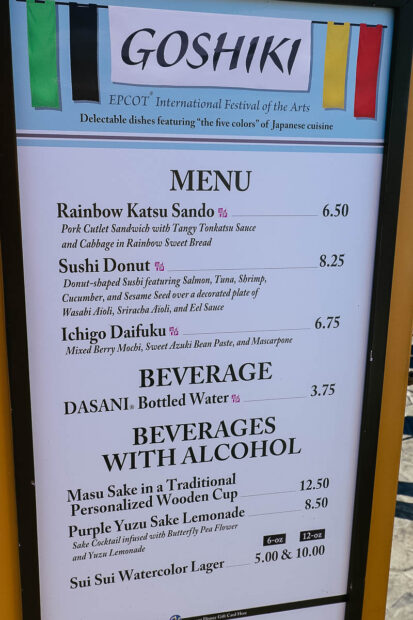 GOSHIKI
EPCOT® International Festival of the Arts
Delectable dishes featuring “the five colors” of Japanese cuisine
MENU
Rainbow Katsu Sando 6.50
Pork Cutlet Sandwich with Tangy Tonkatsu Sauce
and Cabbage in Rainbow Sweet Bread
Sushi Donut 8.25
Donut-shaped Sushi featuring Salmon, Tuna, Shrimp,
Cucumber, and Sesame Seed over a decorated plate of
Wasabi Aioli, Sriracha Aioli, and Eel Sauce
Ichigo Daifuku 6.75
Mixed Berry Mochi, Sweet Azuki Bean Paste, and Mascarpone
BEVERAGE
DASANI® Bottled Water 3.75
BEVERAGES
WITH ALCOHOL
Masu Sake in a Traditional
Personalized Wooden Cup 12.50
Purple Yuzu Sake Lemonade 8.50
Sake Cocktail infused with Butterfly Pea Flower
and Yuzu Lemonade
6-oz 12-oz
Sui Sui Watercolor Lager 5.00 & 10.00
Gift Card Here